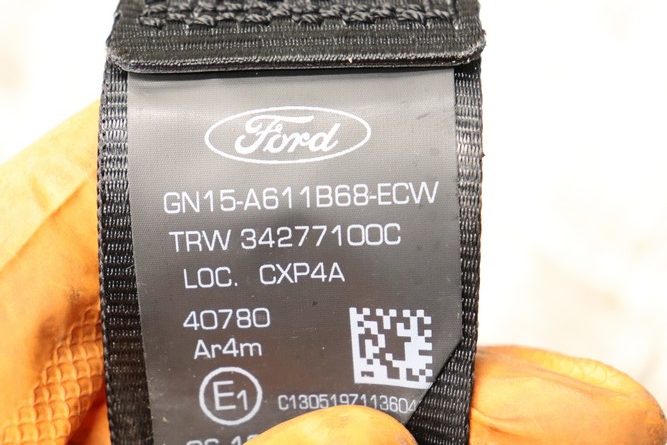 Ford
GN15-A611B68-ECW
TRW 34277100C
LOC. CXP4A
40780
Ar4m
E1
C1305197113604